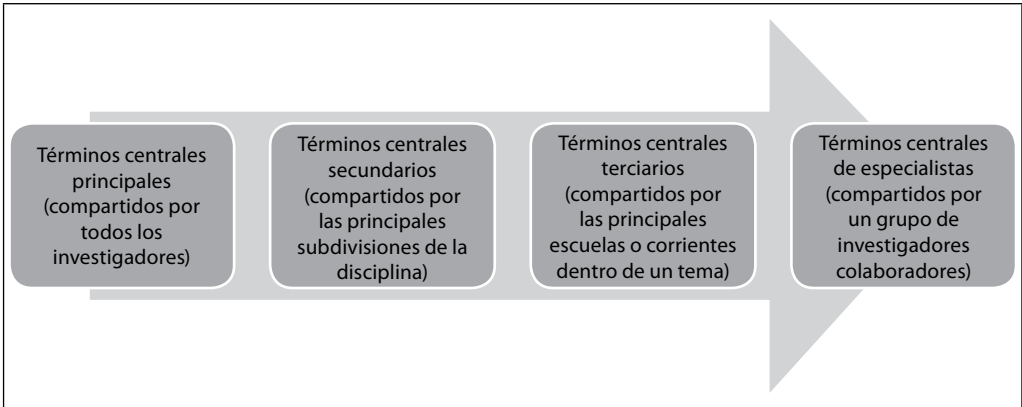 Términos centrales
principales
(compartidos por
todos los
investigadores)
Términos centrales
secundarios
(compartidos por
las principales
subdivisiones de la
disciplina)
Términos centrales
terciarios
(compartidos por
las principales
escuelas o corrientes
dentro de un tema)
Términos centrales
de especialistas
(compartidos por
un grupo de
investigadores
colaboradores)